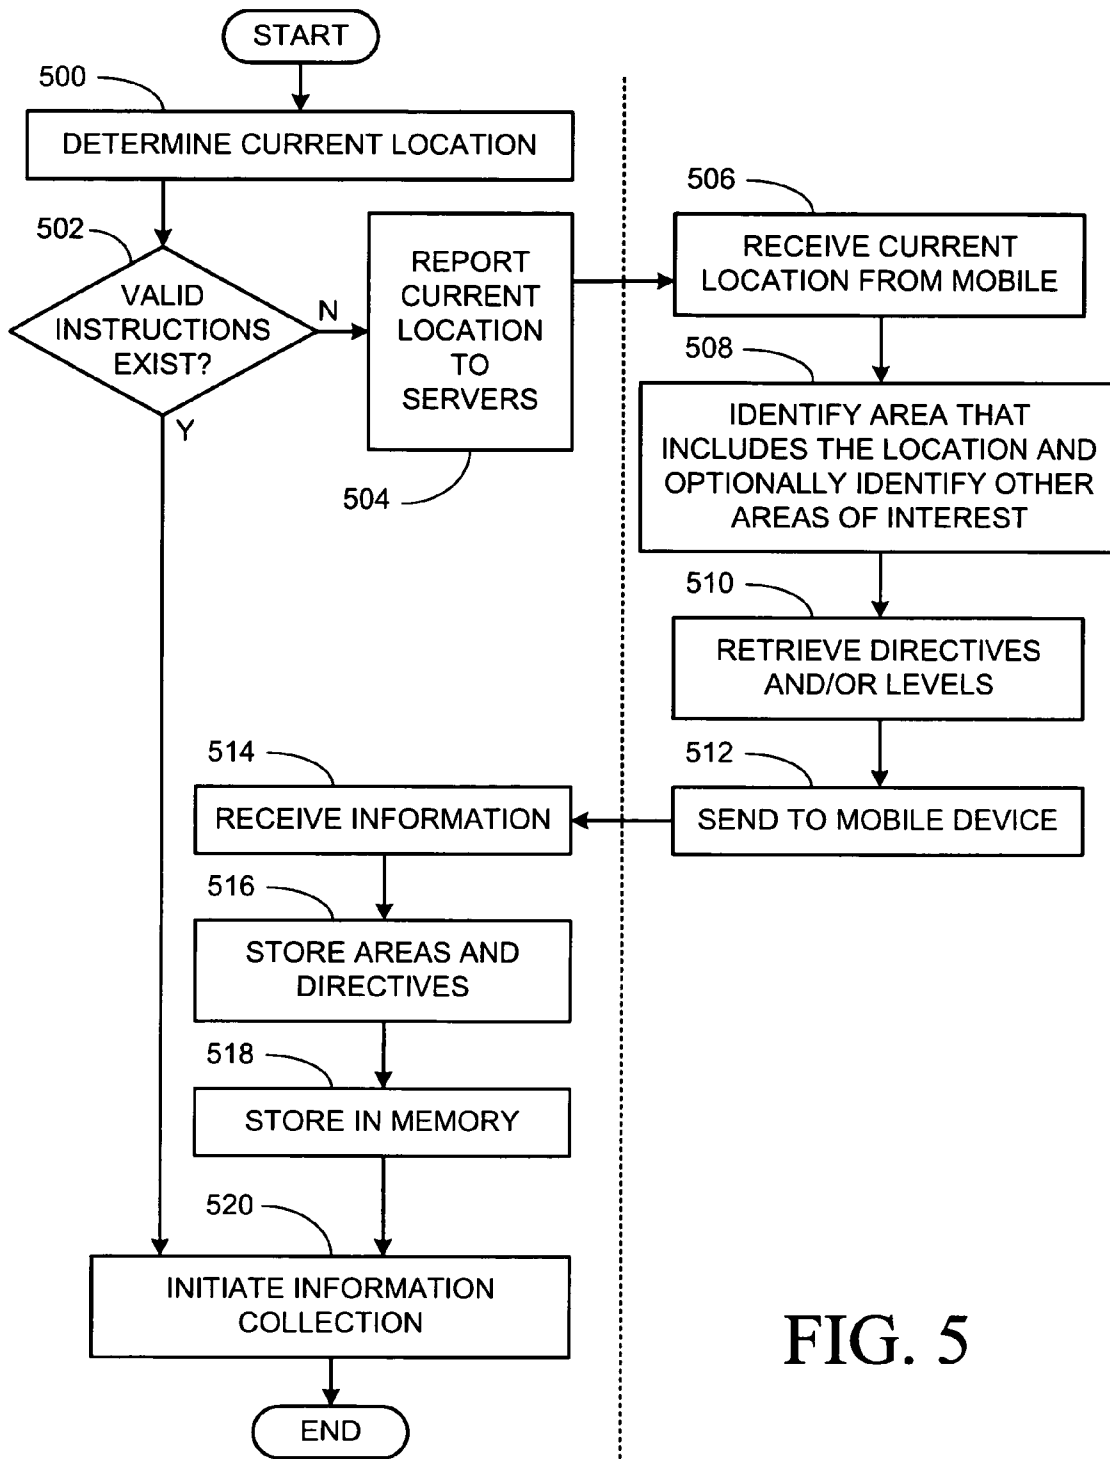 START
500
DETERMINE CURRENT LOCATION
502
VALID
INSTRUCTIONS
EXIST?
N
Y
REPORT
CURRENT
LOCATION
TO
SERVERS
504
506
RECEIVE CURRENT
LOCATION FROM MOBILE
508
IDENTIFY AREA THAT
INCLUDES THE LOCATION AND
OPTIONALLY IDENTIFY OTHER
AREAS OF INTEREST
510
RETRIEVE DIRECTIVES
AND/OR LEVELS
512
SEND TO MOBILE DEVICE
514
RECEIVE INFORMATION
516
STORE AREAS AND
DIRECTIVES
518
STORE IN MEMORY
520
INITIATE INFORMATION
COLLECTION
END
FIG. 5